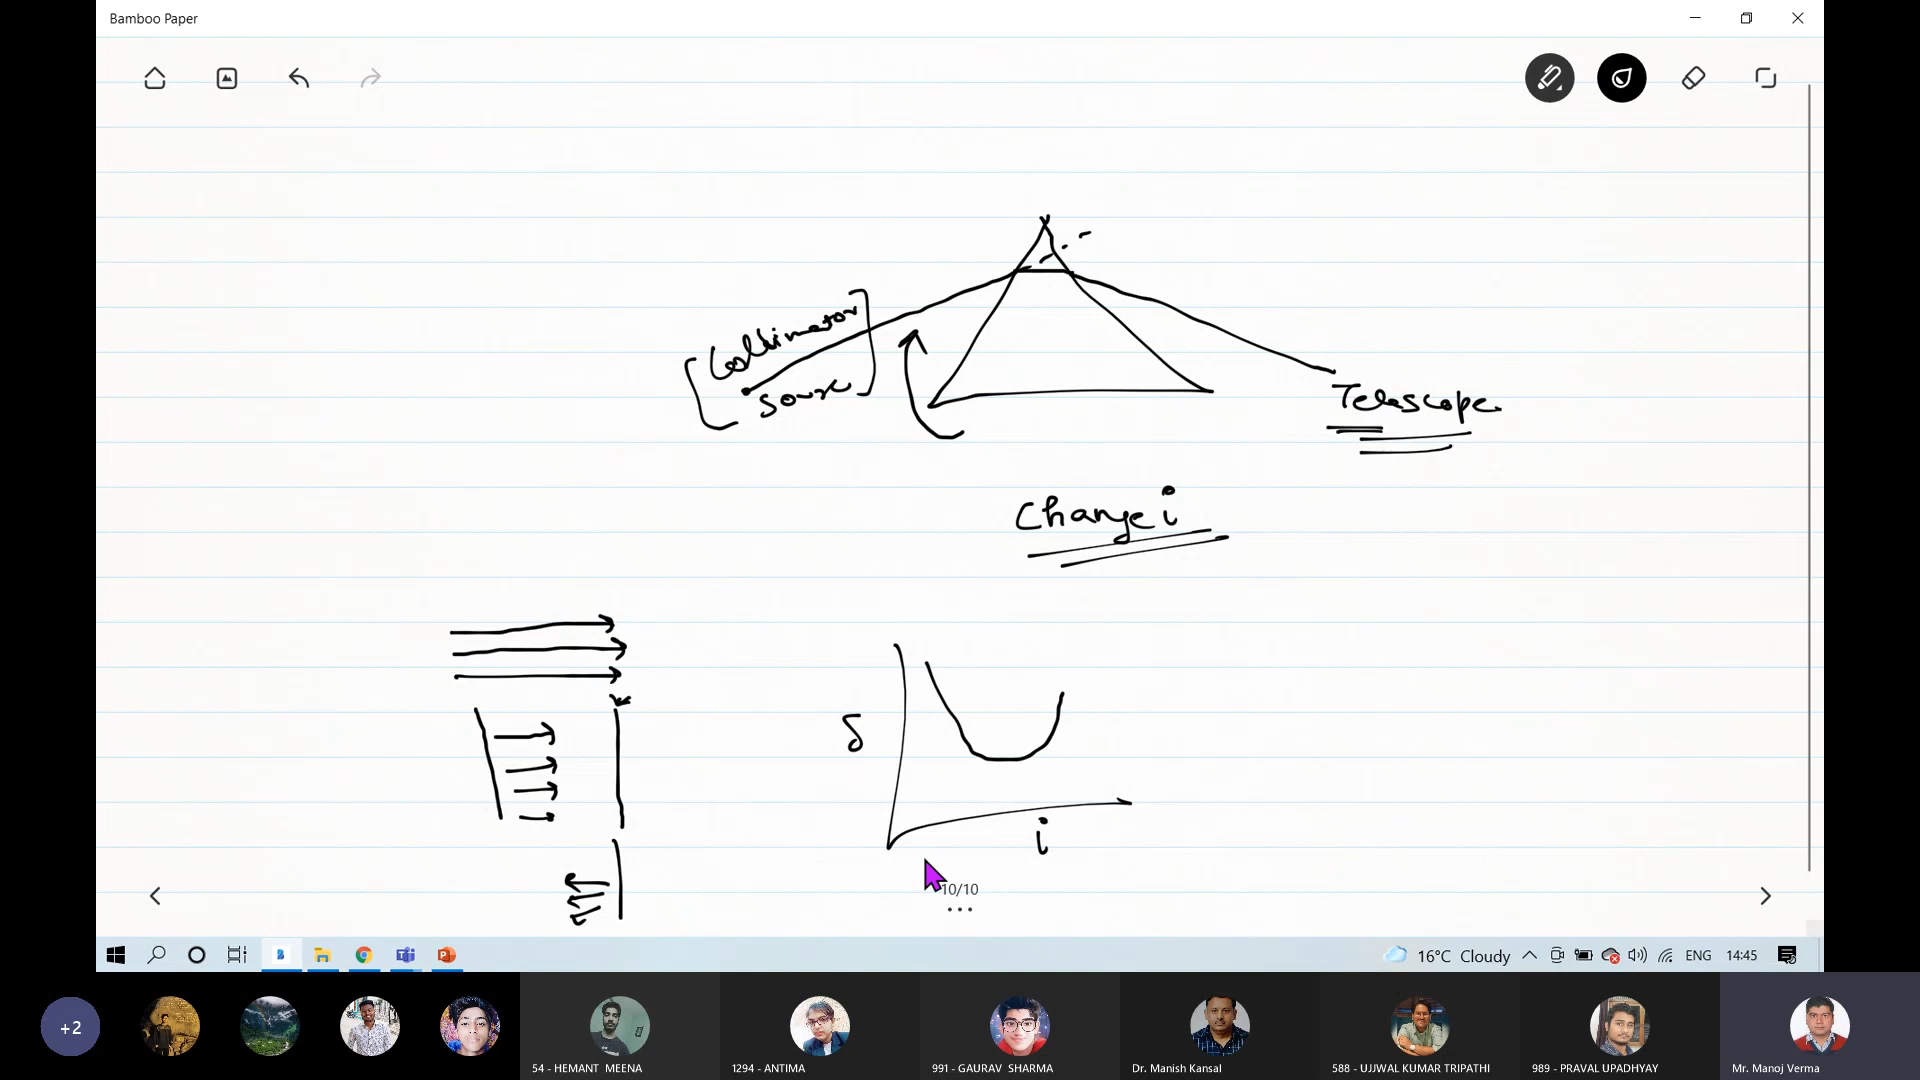 Bamboo Paper
Collimator
Source
Telescope
Change i
δ
i
10/10
16°C Cloudy
ENG
14:45
+2
54 - HEMANT MEENA
1294 - ANTIMA
991 - GAURAV SHARMA
Dr. Manish Kansal
588 - UJJWAL KUMAR TRIPATHI
989 - PRAVAL UPADHYAY
Mr. Manoj Verma